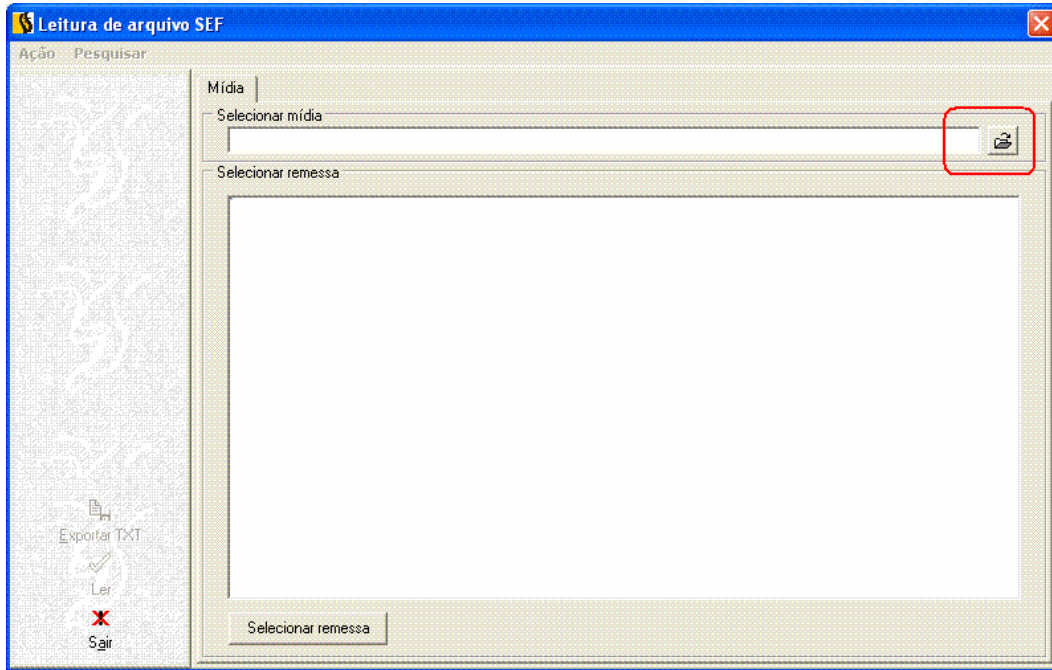 Leitura de arquivo SEF
Ação Pesquisar
Mídia
Selecionar mídia
Selecionar remessa
Exportar TXT
Ler
Sair
Selecionar remessa